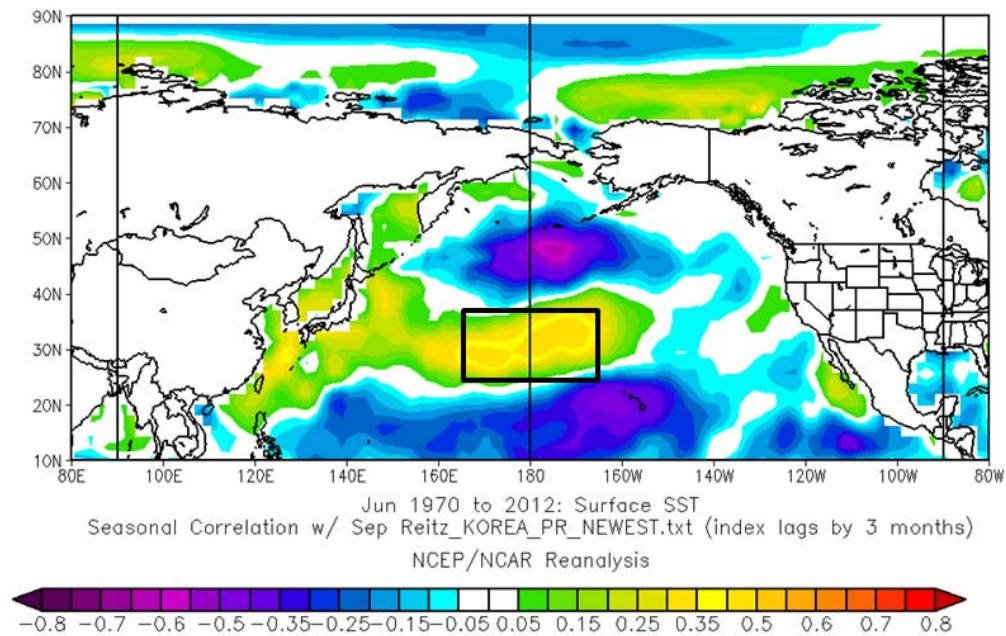 90N
80N
70N
60N
50N
40N
30N
20N
10N
80E 100E 120E 140E 160E 180 160W 140W 120W 100W 80W
Jun 1970 to 2012: Surface SST
Seasonal Correlation w/ Sep Reitz_KOREA_PR_NEWEST.txt (index lags by 3 months)
NCEP/NCAR Reanalysis
-0.8 -0.7 -0.6 -0.5 -0.35 -0.25 -0.15 -0.05 0.05 0.15 0.25 0.35 0.5 0.6 0.7 0.8